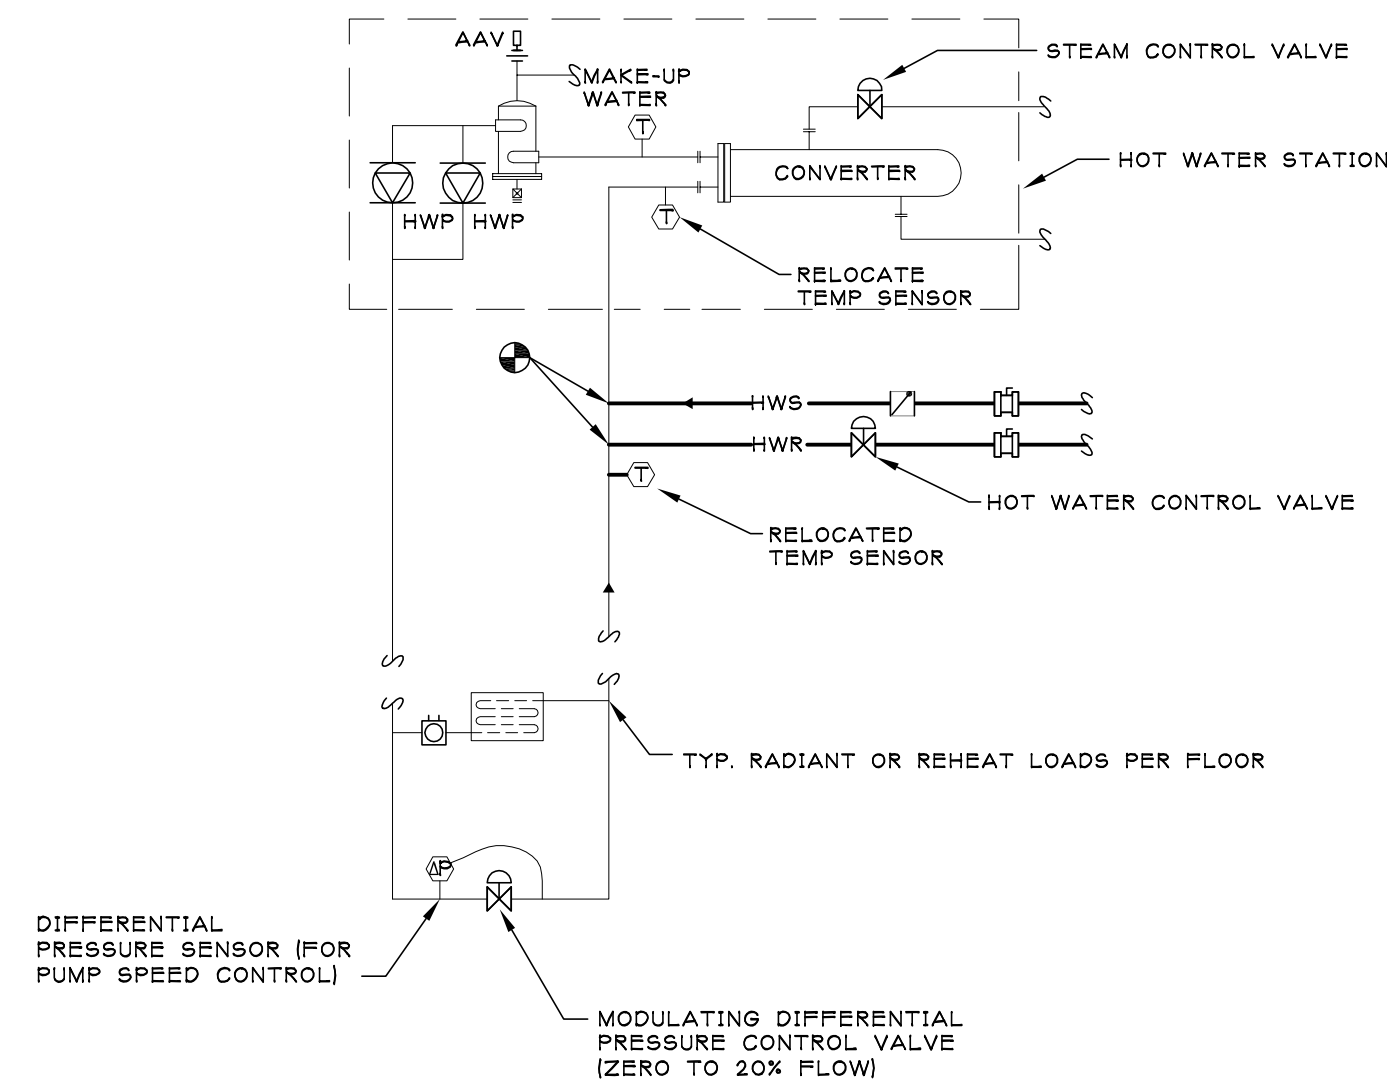 AAV
STEAM CONTROL VALVE
MAKE-UP
WATER
T
HOT WATER STATION
CONVERTER
HWP HWP
T
RELOCATE
TEMP SENSOR
HWS
HWR
T
HOT WATER CONTROL VALVE
RELOCATED
TEMP SENSOR
TYP. RADIANT OR REHEAT LOADS PER FLOOR
ΔP
DIFFERENTIAL
PRESSURE SENSOR (FOR
PUMP SPEED CONTROL)
MODULATING DIFFERENTIAL
PRESSURE CONTROL VALVE
(ZERO TO 20% FLOW)